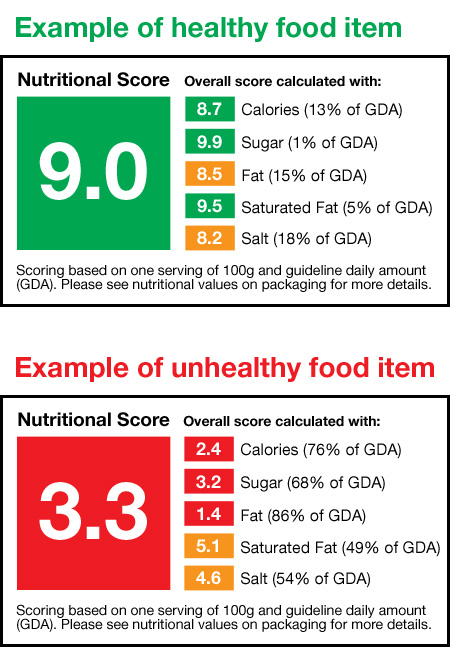 Example of healthy food item
Nutritional Score
9.0
Overall score calculated with:
8.7 Calories (13% of GDA)
9.9 Sugar (1% of GDA)
8.5 Fat (15% of GDA)
9.5 Saturated Fat (5% of GDA)
8.2 Salt (18% of GDA)
Scoring based on one serving of 100g and guideline daily amount
(GDA). Please see nutritional values on packaging for more details.
Example of unhealthy food item
Nutritional Score
3.3
Overall score calculated with:
2.4 Calories (76% of GDA)
3.2 Sugar (68% of GDA)
1.4 Fat (86% of GDA)
5.1 Saturated Fat (49% of GDA)
4.6 Salt (54% of GDA)
Scoring based on one serving of 100g and guideline daily amount
(GDA). Please see nutritional values on packaging for more details.